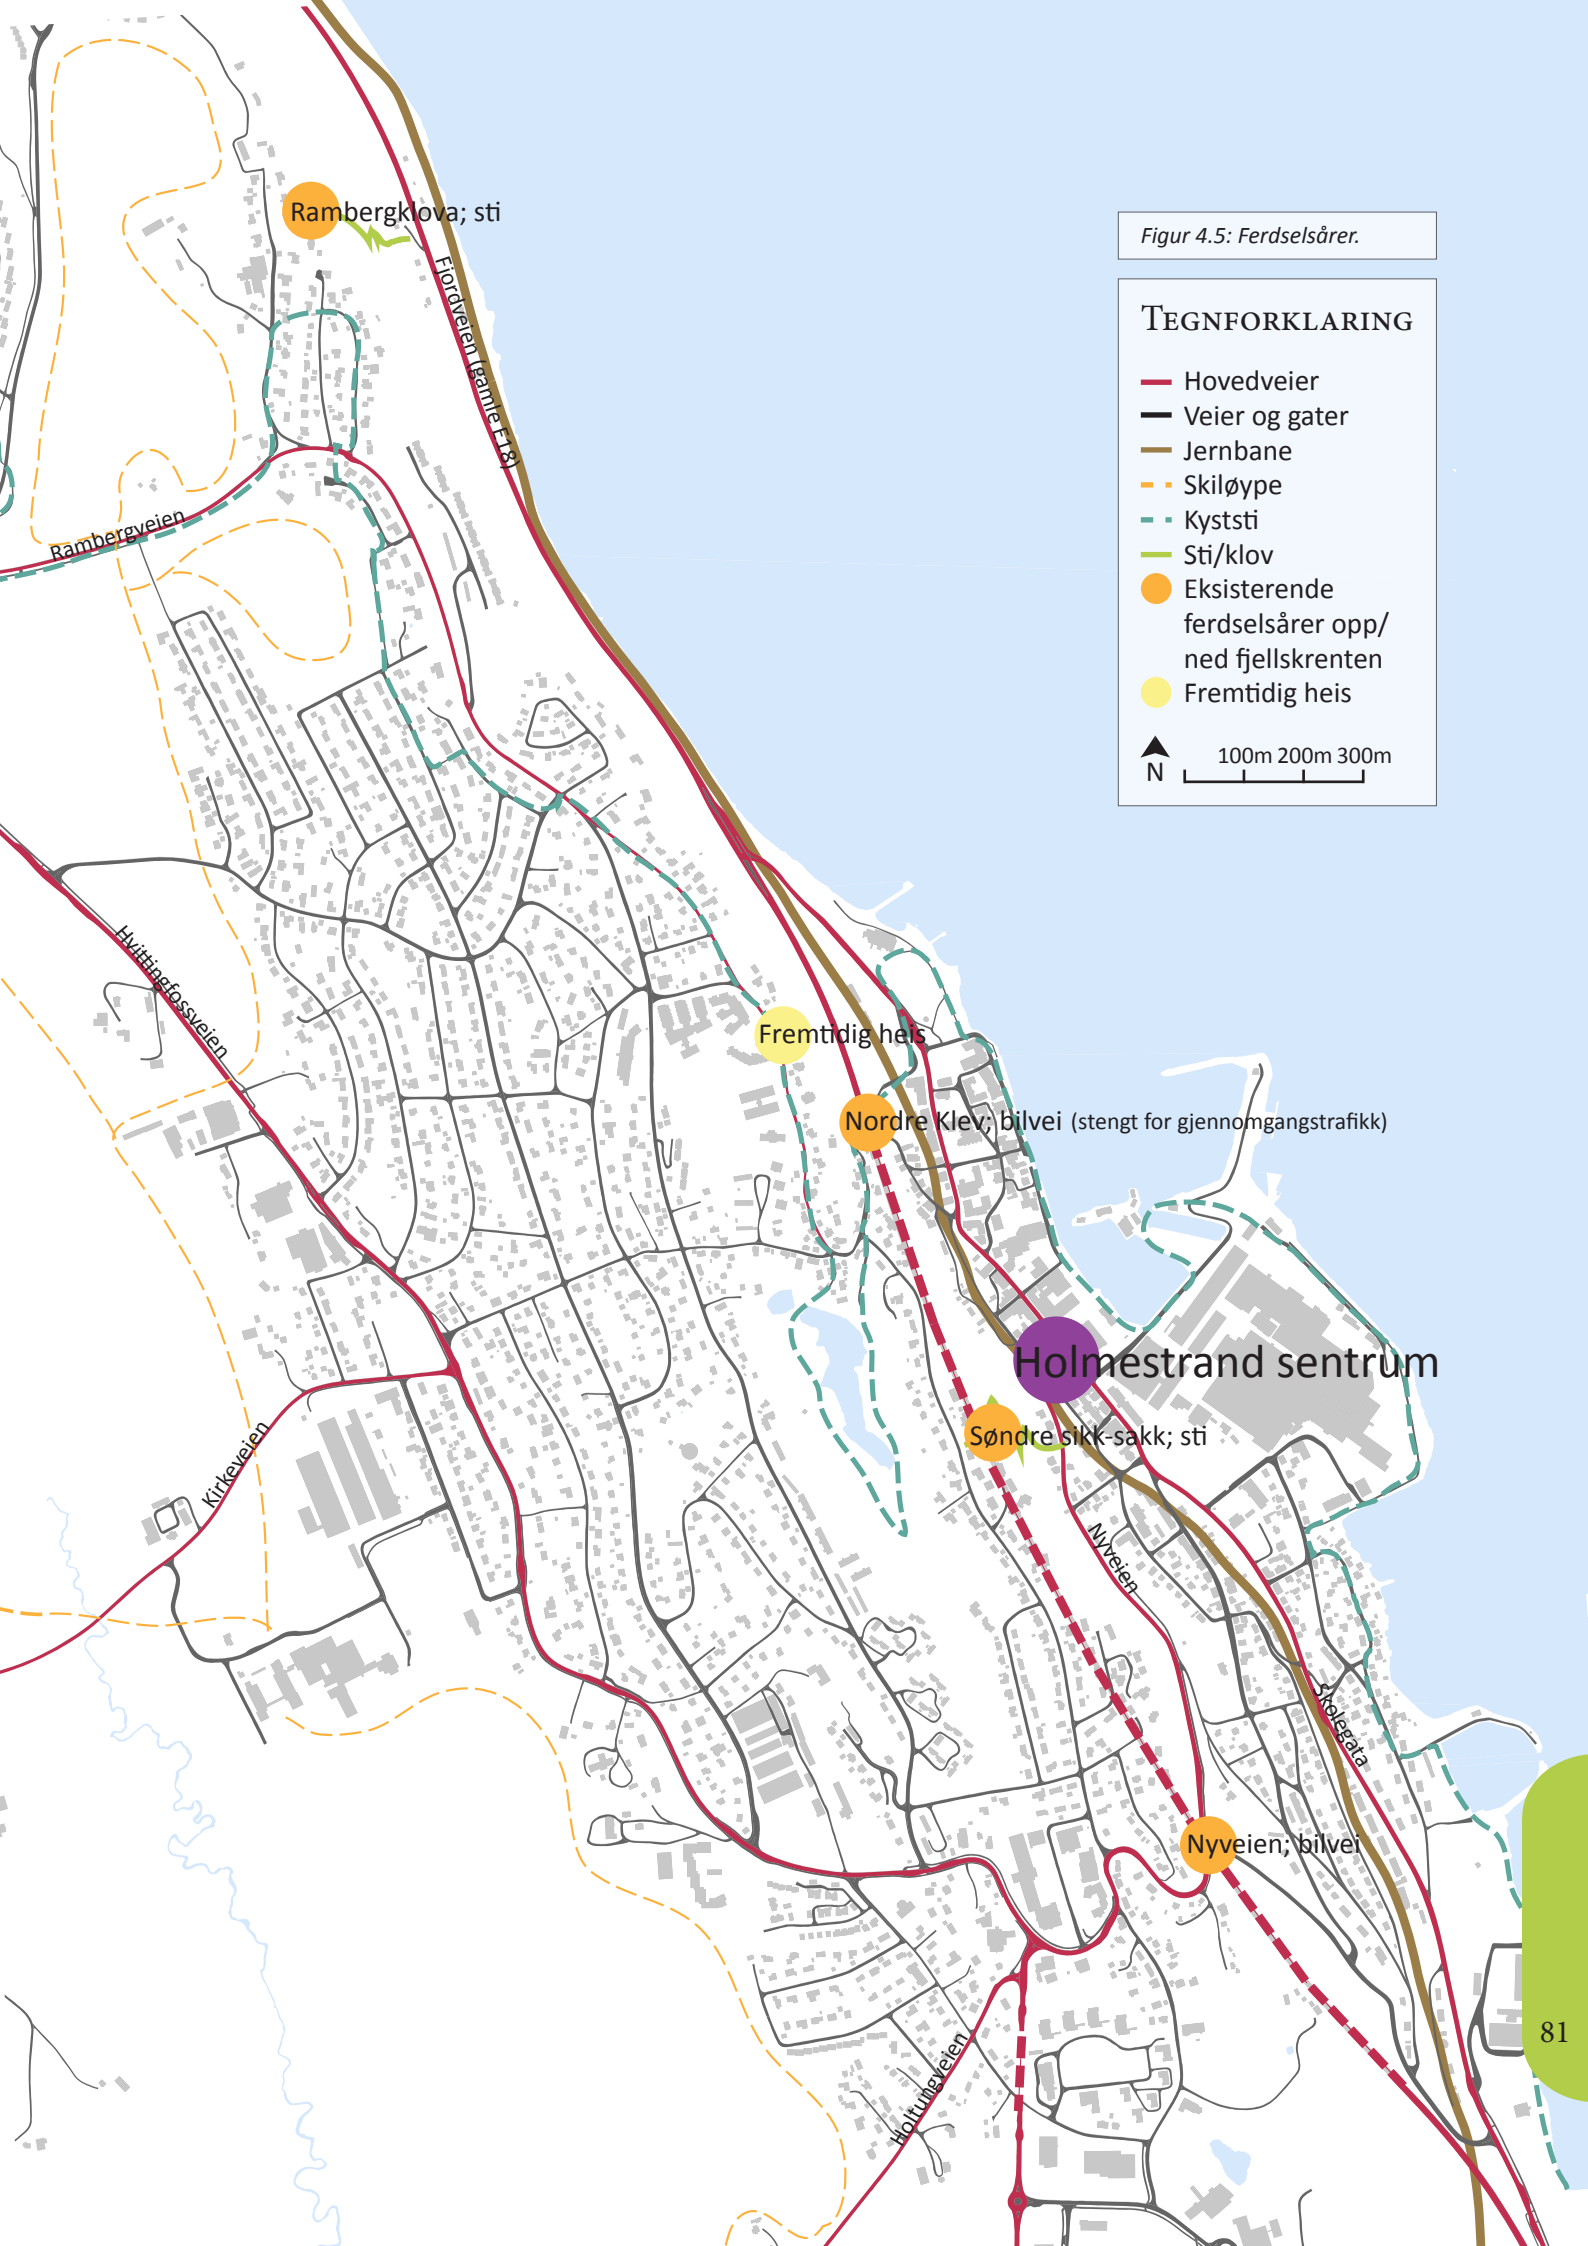 Rambergklova; sti
Figur 4.5: Ferdselsårer.
Tegnforklaring
Hovedveier
Veier og gater
Jernbane
Skiløype
Kyststi
Sti/klov
Eksisterende
ferdselsårer opp/
ned fjellskrenten
Fremtidig heis
N
100m 200m 300m
Fjordveien (gamle E18)
Rambergveien
Hvittingfossveien
Fremtidig heis
Nordre Klev; bilvei (stengt for gjennomgangstrafikk)
Holmestrand sentrum
Søndre sikk-sakk; sti
Kirkeveien
Nyveien
Skolegata
Nyveien; bilvei
Holtungveien
81